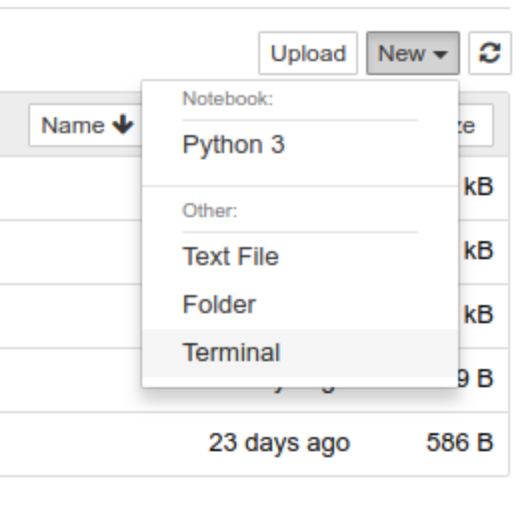 Upload New
Notebook:
Name
Python 3
kB
Other:
kB
Text File
Folder
kB
Terminal
9 B
23 days ago 586 B